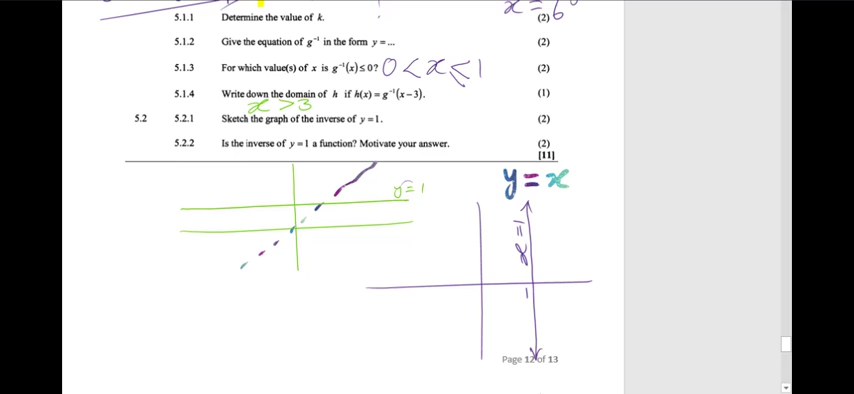 x = 6
5.1.1 Determine the value of k. (2)
5.1.2 Give the equation of g⁻¹ in the form y = ... (2)
5.1.3 For which value(s) of x is g⁻¹(x) ≤ 0? 0 < x ≤ 1 (2)
5.1.4 Write down the domain of h if h(x) = g⁻¹(x − 3). (1)
x > 3
5.2 5.2.1 Sketch the graph of the inverse of y = 1. (2)
5.2.2 Is the inverse of y = 1 a function? Motivate your answer. (2)
[11]
y = x
y = 1
x = 1
1
Page 12 of 13